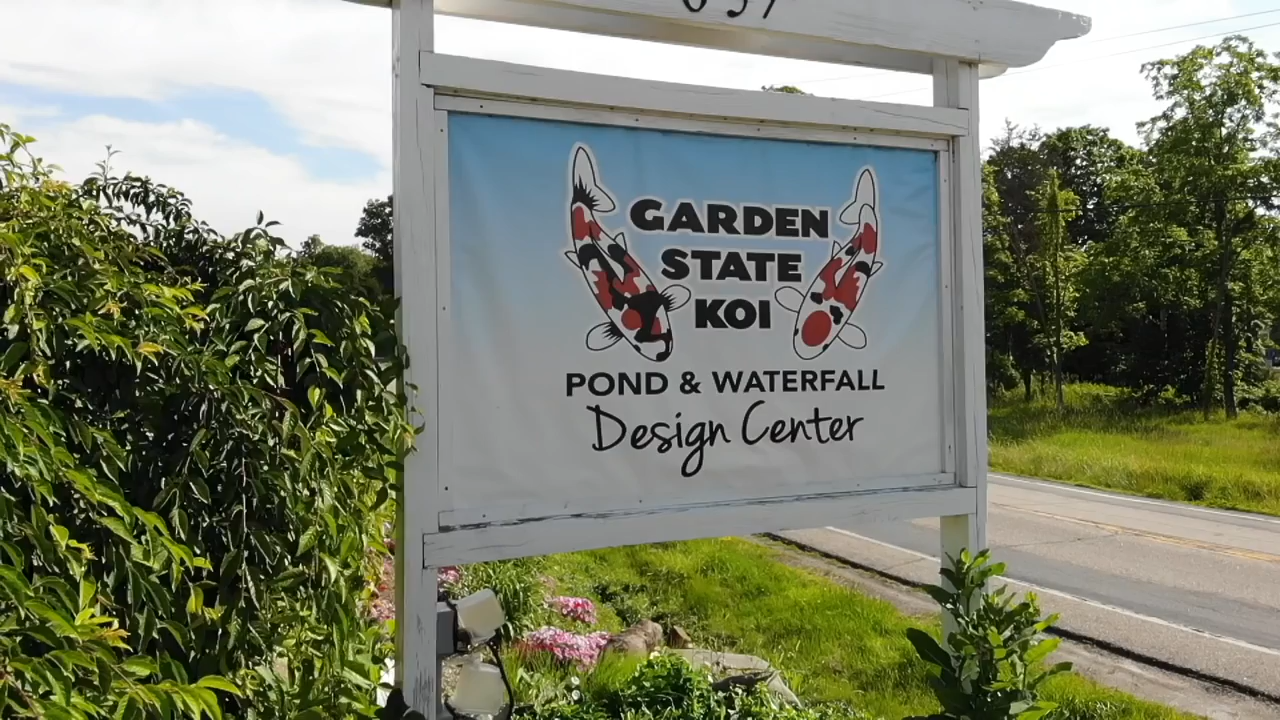 GARDEN
STATE
KOI
POND & WATERFALL
Design Center